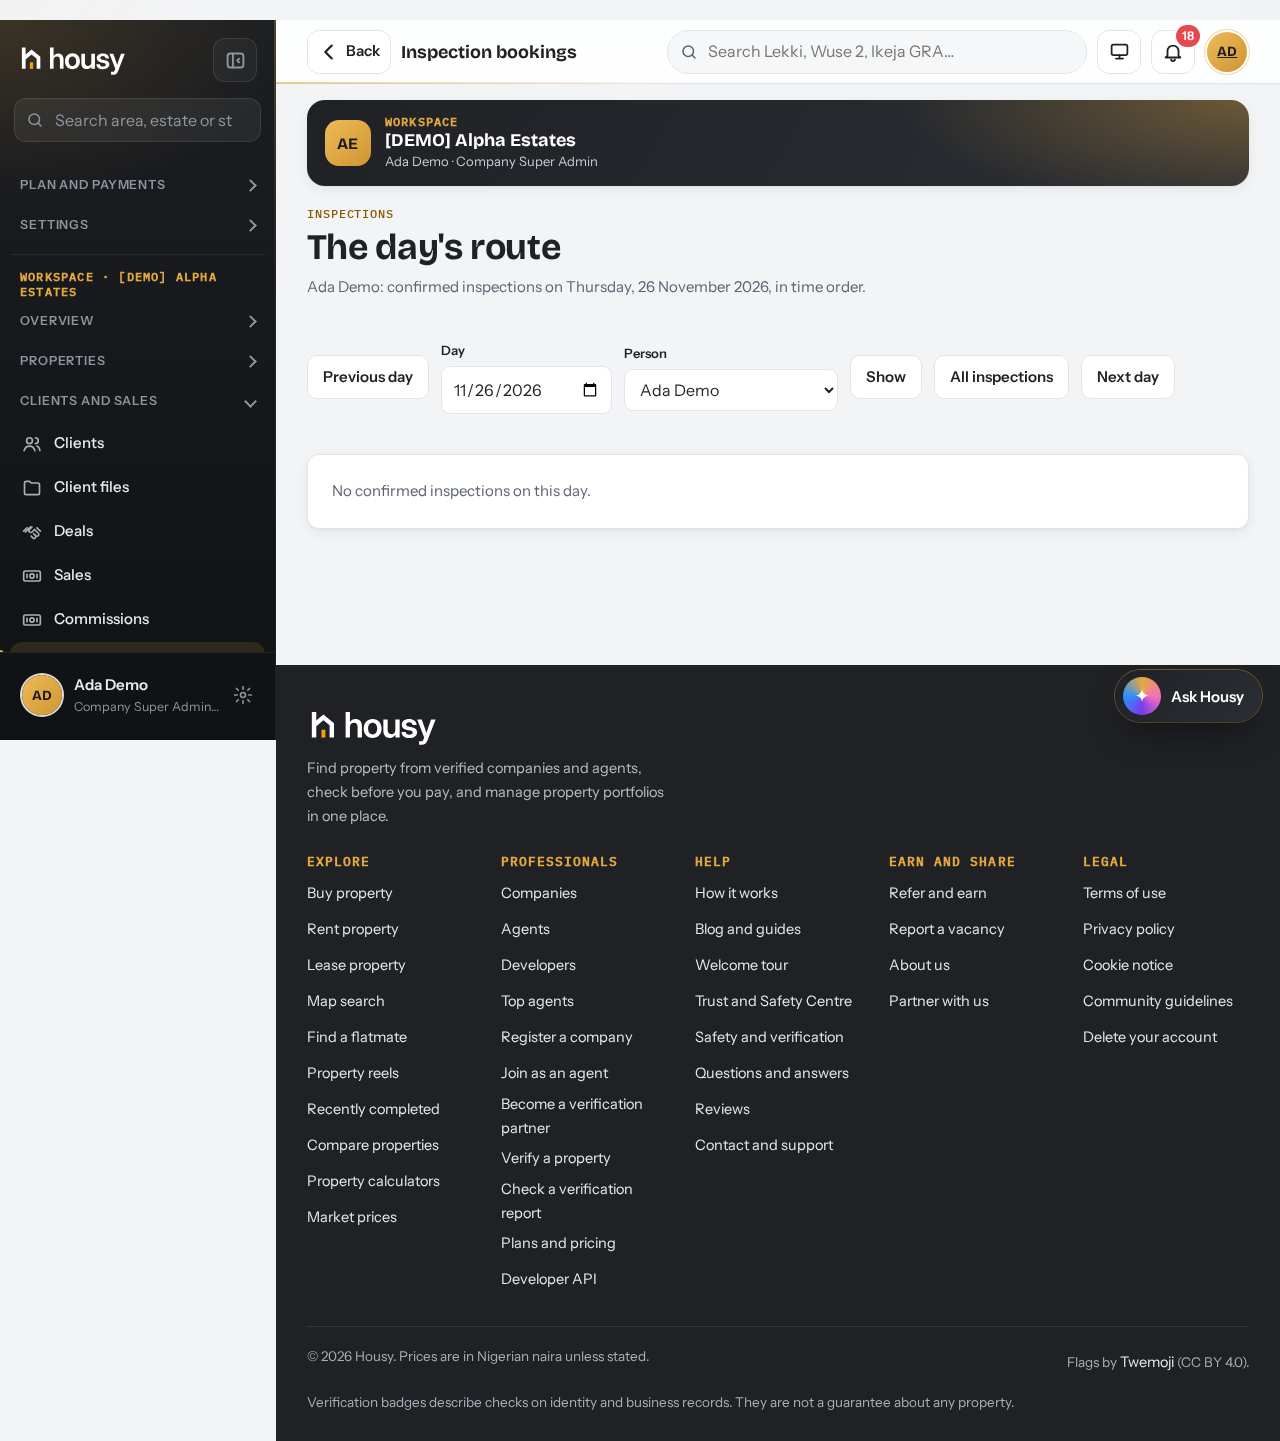 housy
Search area, estate or st
PLAN AND PAYMENTS
SETTINGS
WORKSPACE · [DEMO] ALPHA
ESTATES
OVERVIEW
PROPERTIES
CLIENTS AND SALES
Clients
Client files
Deals
Sales
Commissions
AD
Ada Demo
Company Super Admin...
Back
Inspection bookings
Search Lekki, Wuse 2, Ikeja GRA...
18
AD
AE
WORKSPACE
[DEMO] Alpha Estates
Ada Demo · Company Super Admin
INSPECTIONS
The day's route
Ada Demo: confirmed inspections on Thursday, 26 November 2026, in time order.
Previous day
Day
11/26/2026
Person
Ada Demo
Show
All inspections
Next day
No confirmed inspections on this day.
Ask Housy
housy
Find property from verified companies and agents,
check before you pay, and manage property portfolios
in one place.
EXPLORE
Buy property
Rent property
Lease property
Map search
Find a flatmate
Property reels
Recently completed
Compare properties
Property calculators
Market prices
PROFESSIONALS
Companies
Agents
Developers
Top agents
Register a company
Join as an agent
Become a verification
partner
Verify a property
Check a verification
report
Plans and pricing
Developer API
HELP
How it works
Blog and guides
Welcome tour
Trust and Safety Centre
Safety and verification
Questions and answers
Reviews
Contact and support
EARN AND SHARE
Refer and earn
Report a vacancy
About us
Partner with us
LEGAL
Terms of use
Privacy policy
Cookie notice
Community guidelines
Delete your account
© 2026 Housy. Prices are in Nigerian naira unless stated.
Flags by Twemoji (CC BY 4.0).
Verification badges describe checks on identity and business records. They are not a guarantee about any property.